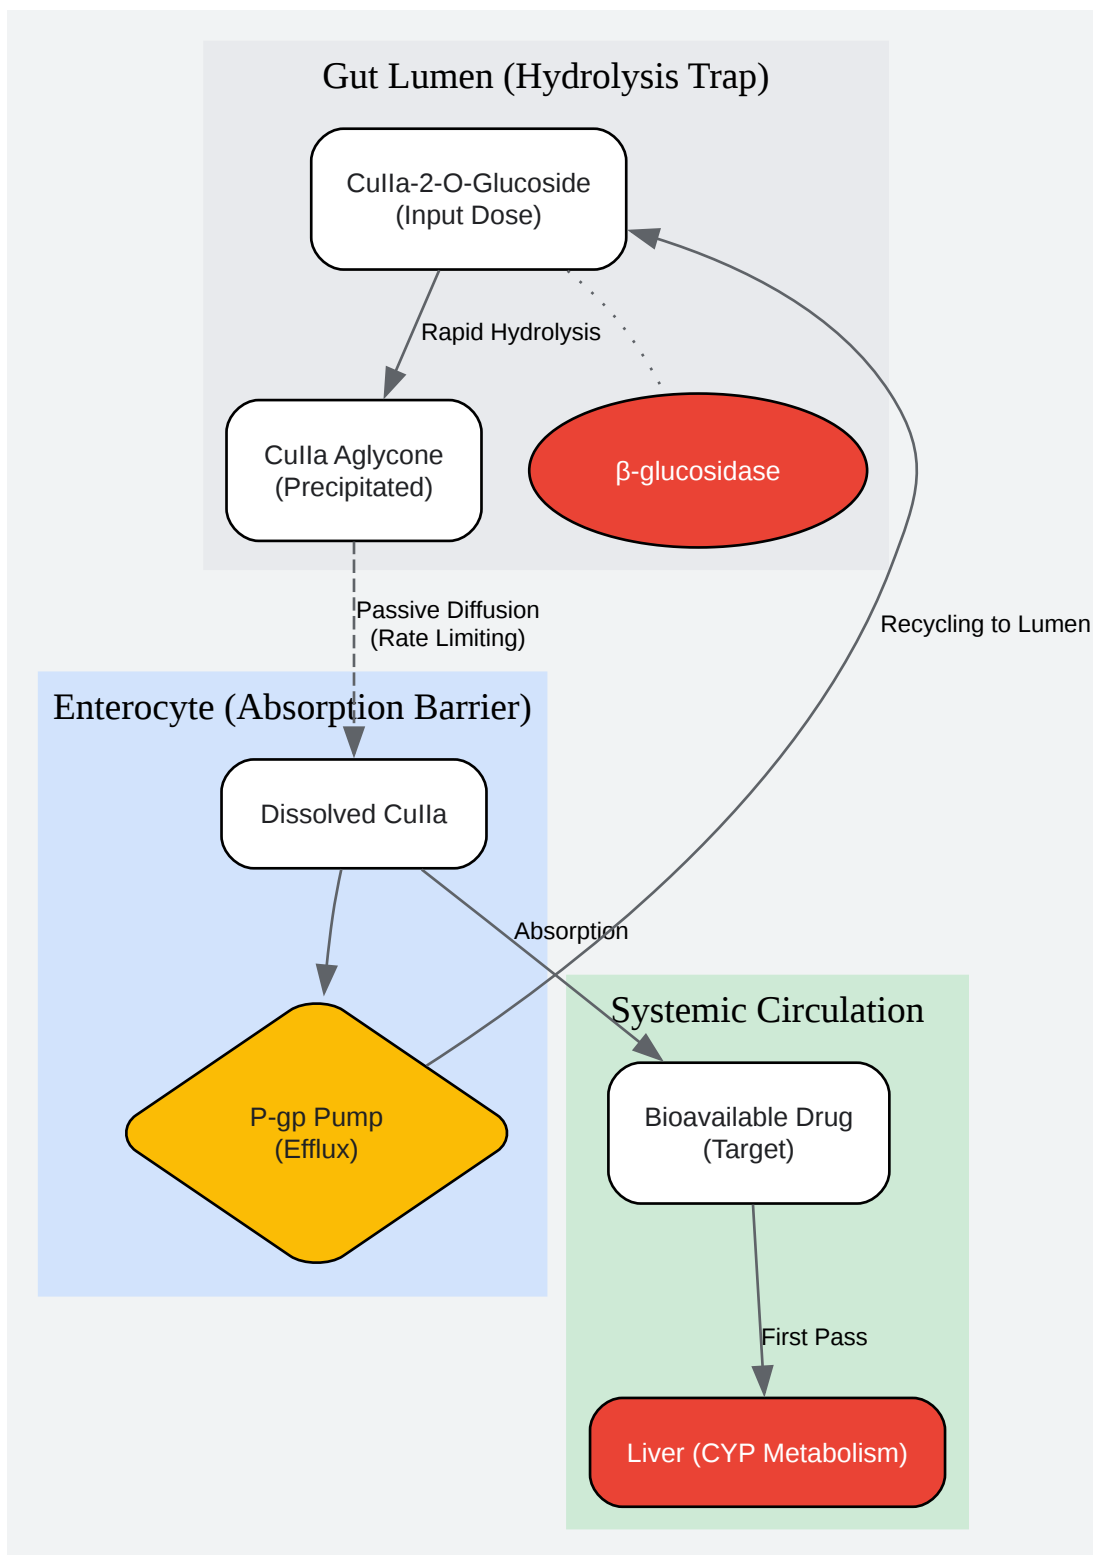 Gut Lumen (Hydrolysis Trap)
CuIIa-2-O-Glucoside
(Input Dose)
Rapid Hydrolysis
CuIIa Aglycone
(Precipitated)
β-glucosidase
Passive Diffusion
(Rate Limiting)
Recycling to Lumen
Enterocyte (Absorption Barrier)
Dissolved CuIIa
Absorption
Systemic Circulation
P-gp Pump
(Efflux)
Bioavailable Drug
(Target)
First Pass
Liver (CYP Metabolism)